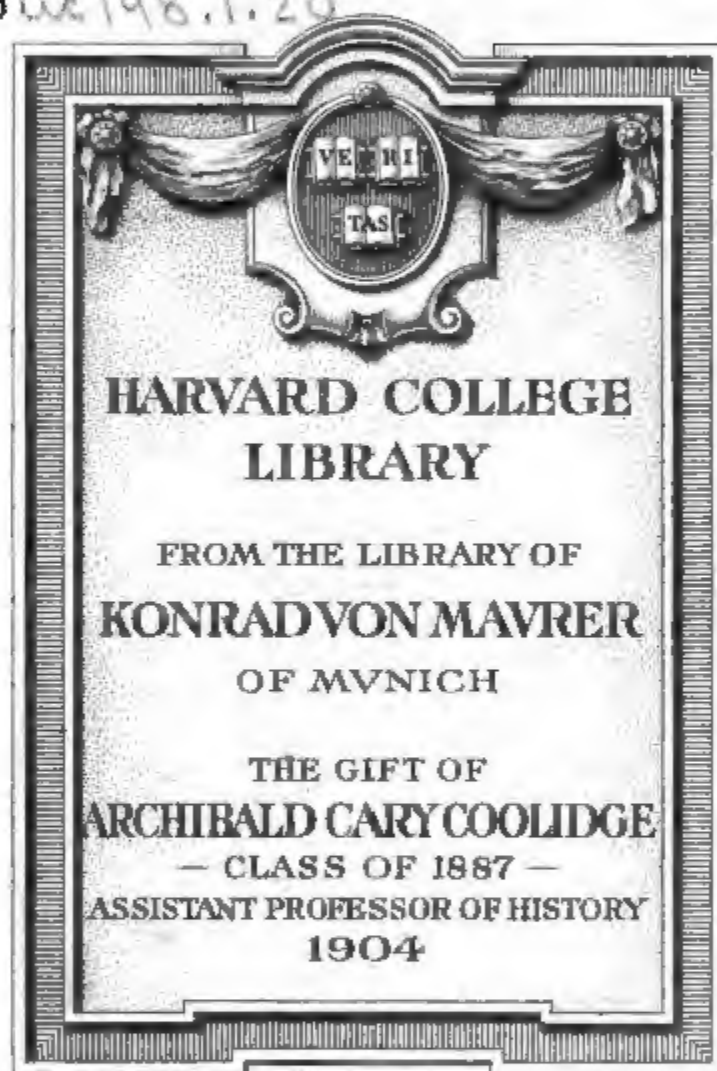 VE RI
TAS
HARVARD COLLEGE
LIBRARY
FROM THE LIBRARY OF
KONRAD VON MAVRER
OF MVNICH
THE GIFT OF
ARCHIBALD CARY COOLIDGE
— CLASS OF 1887 —
ASSISTANT PROFESSOR OF HISTORY
1904